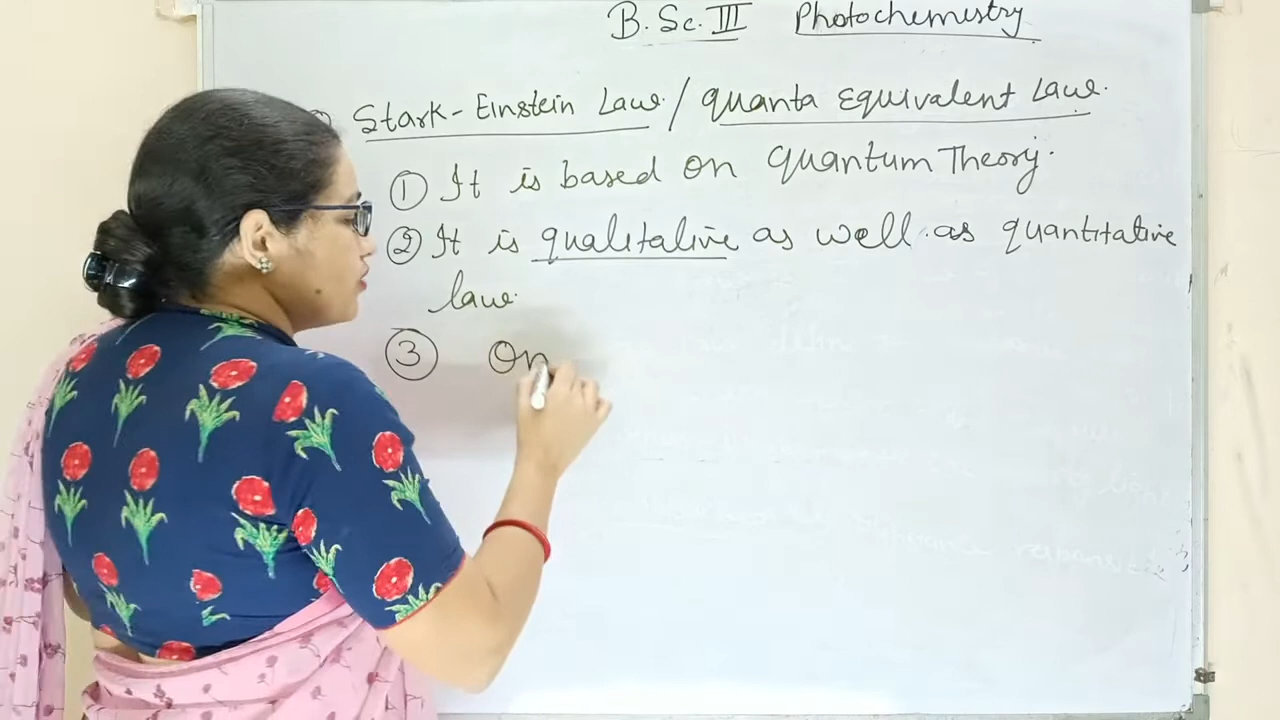 B.Sc.III Photochemistry
Stark-Einstein Law / Quanta Equivalent Law.
① It is based on Quantum Theory.
② It is qualitative as well as quantitative
law.
③ On